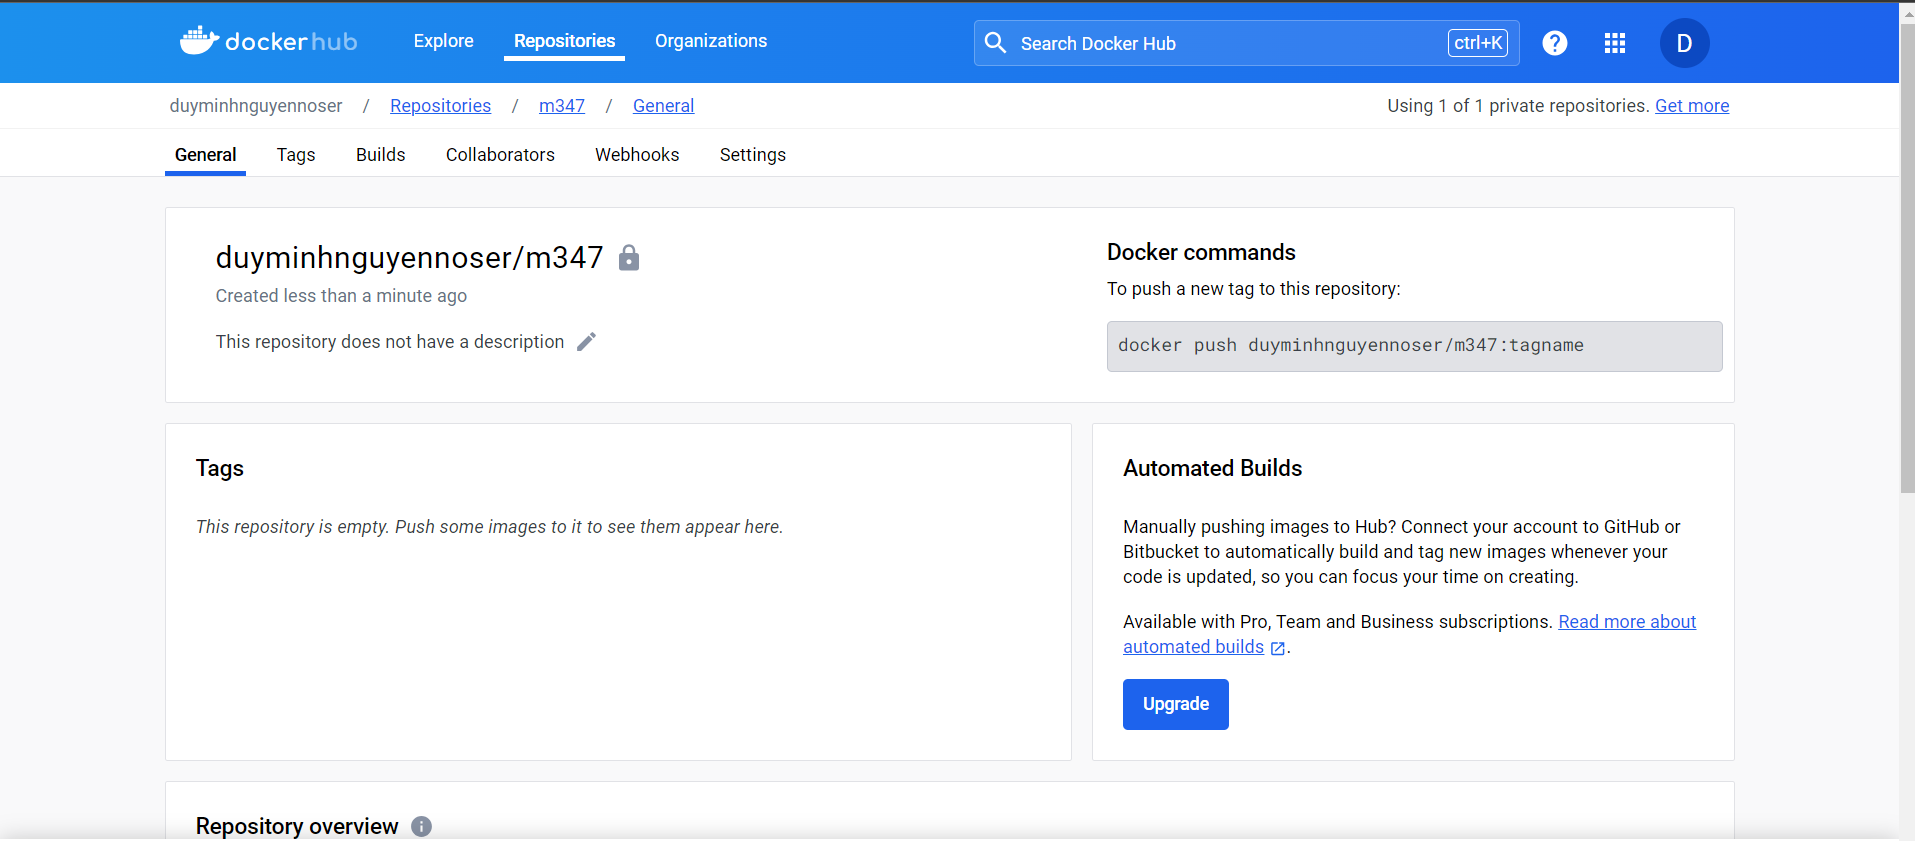 docker hub
Explore
Repositories
Organizations
Search Docker Hub
ctrl+K
?
D
duyminhnguyennoser / Repositories / m347 / General
Using 1 of 1 private repositories. Get more
General
Tags
Builds
Collaborators
Webhooks
Settings
duyminhnguyennoser/m347
Created less than a minute ago
This repository does not have a description
Docker commands
To push a new tag to this repository:
docker push duyminhnguyennoser/m347:tagname
Tags
This repository is empty. Push some images to it to see them appear here.
Automated Builds
Manually pushing images to Hub? Connect your account to GitHub or
Bitbucket to automatically build and tag new images whenever your
code is updated, so you can focus your time on creating.
Available with Pro, Team and Business subscriptions. Read more about
automated builds .
Upgrade
Repository overview